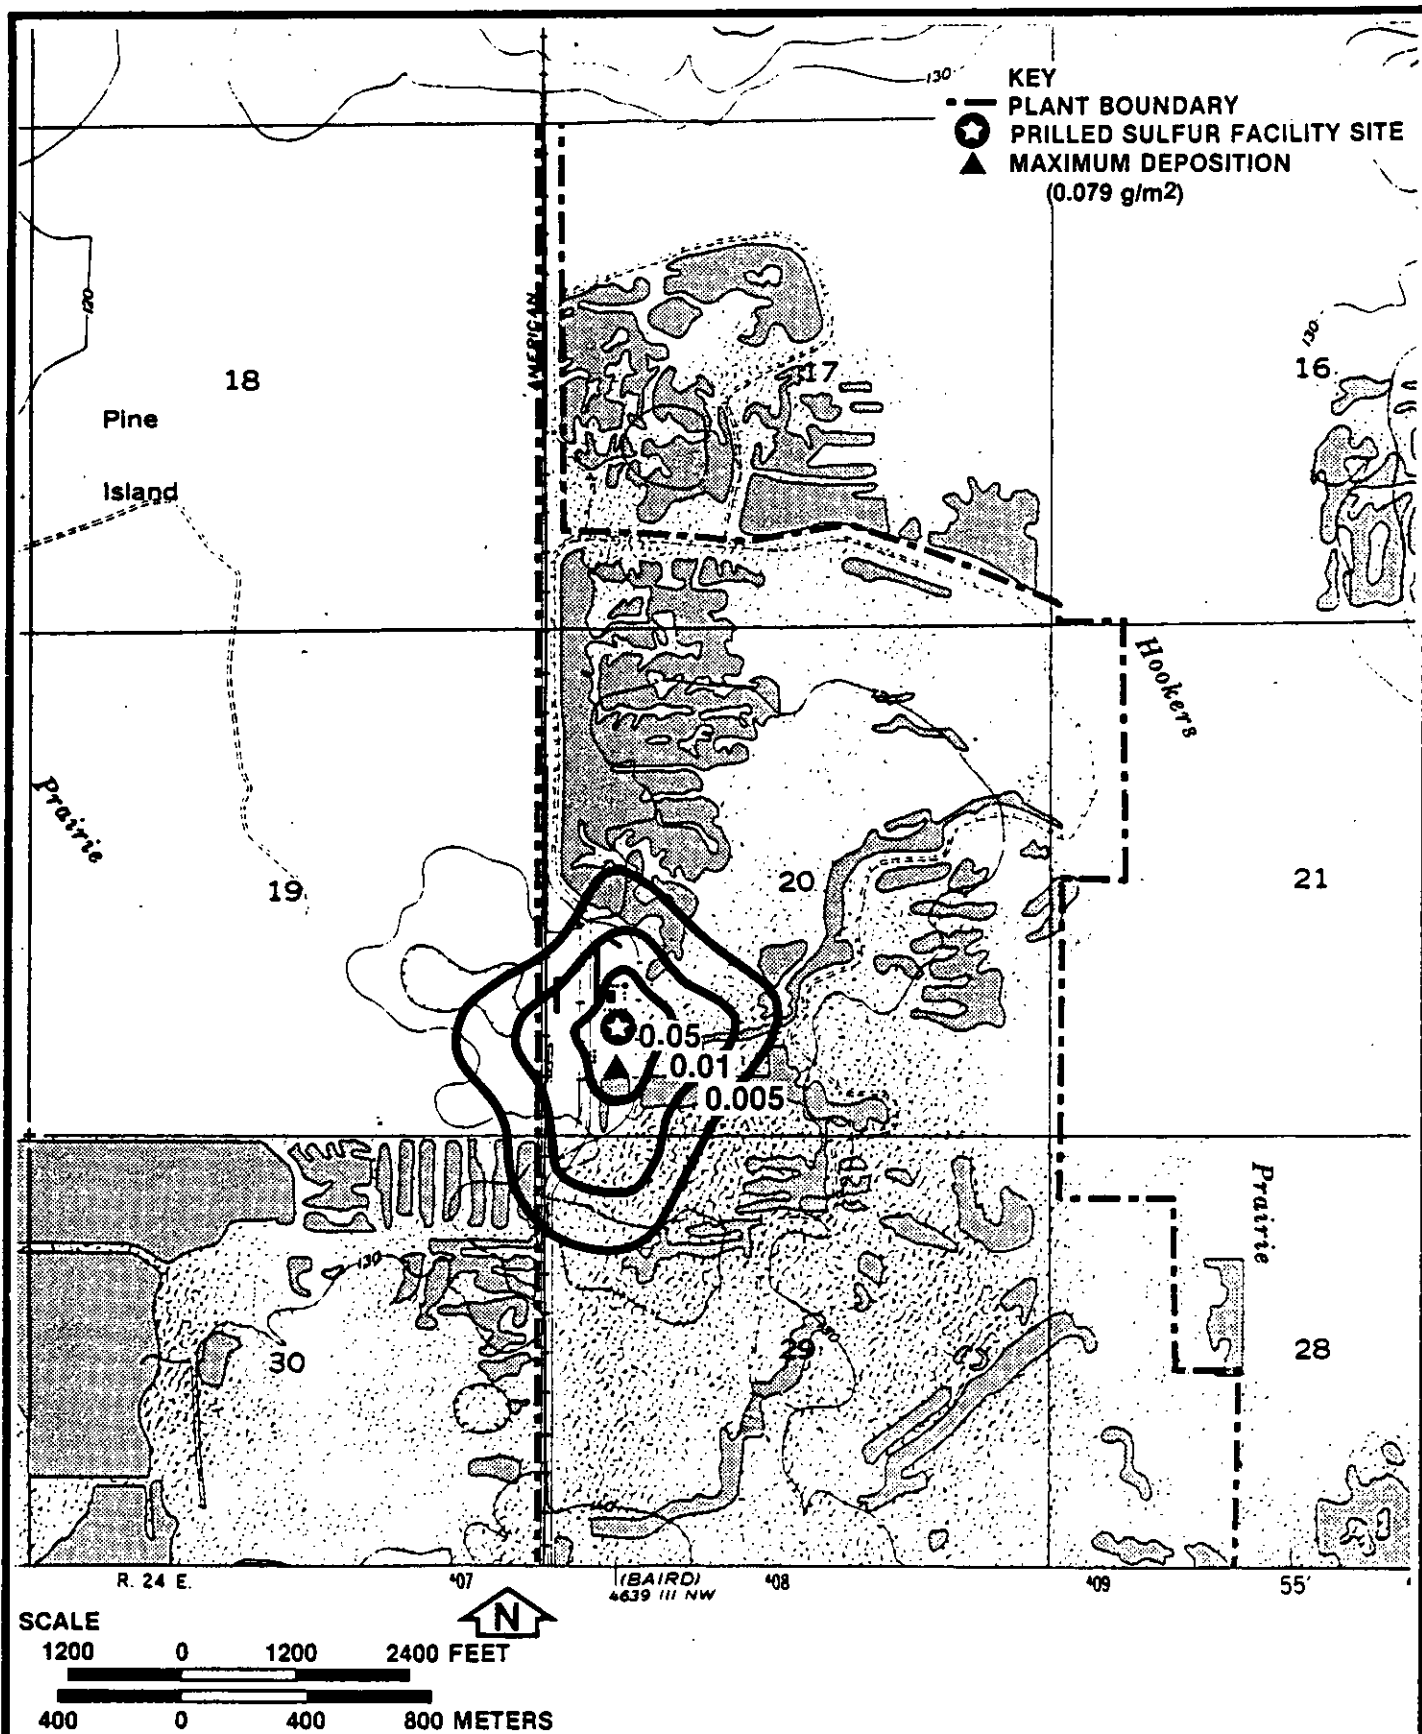 130
KEY
PLANT BOUNDARY
PRILLED SULFUR FACILITY SITE
MAXIMUM DEPOSITION
(0.079 g/m2)
120
AMERICAN
130
18
17
16
Pine
Island
Hookers
Prairie
19
20
21
0.05
0.01
0.005
Prairie
130
30
29
28
R. 24 E.
407
(BAIRD)
4639 III NW
408
409
55'
N
SCALE
1200 0 1200 2400 FEET
400 0 400 800 METERS